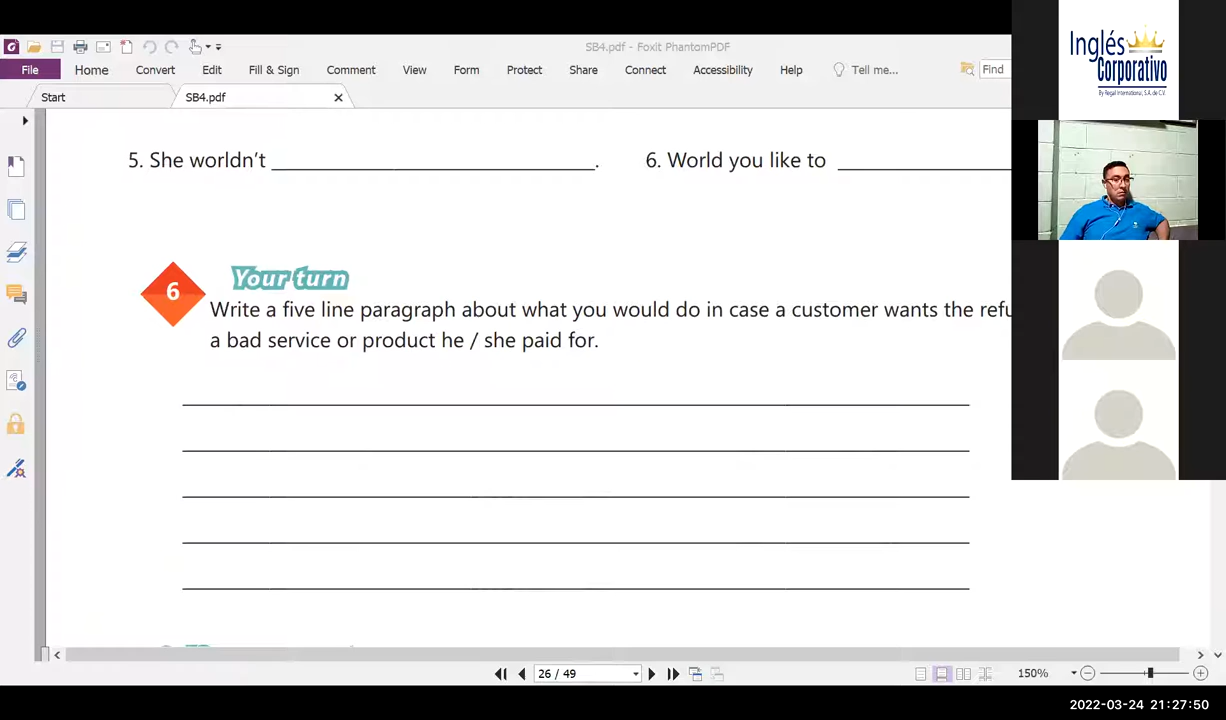 SB4.pdf - Foxit PhantomPDF
File Home Convert Edit Fill & Sign Comment View Form Protect Share Connect Accessibility Help Tell me... Find
Start SB4.pdf
5. She worldn't ____________________. 6. World you like to ____________________
6 Your turn
Write a five line paragraph about what you would do in case a customer wants the refu
a bad service or product he / she paid for.
26 / 49 150%
Inglés
Corporativo
By Regal International, S.A. de C.V.
2022-03-24 21:27:50